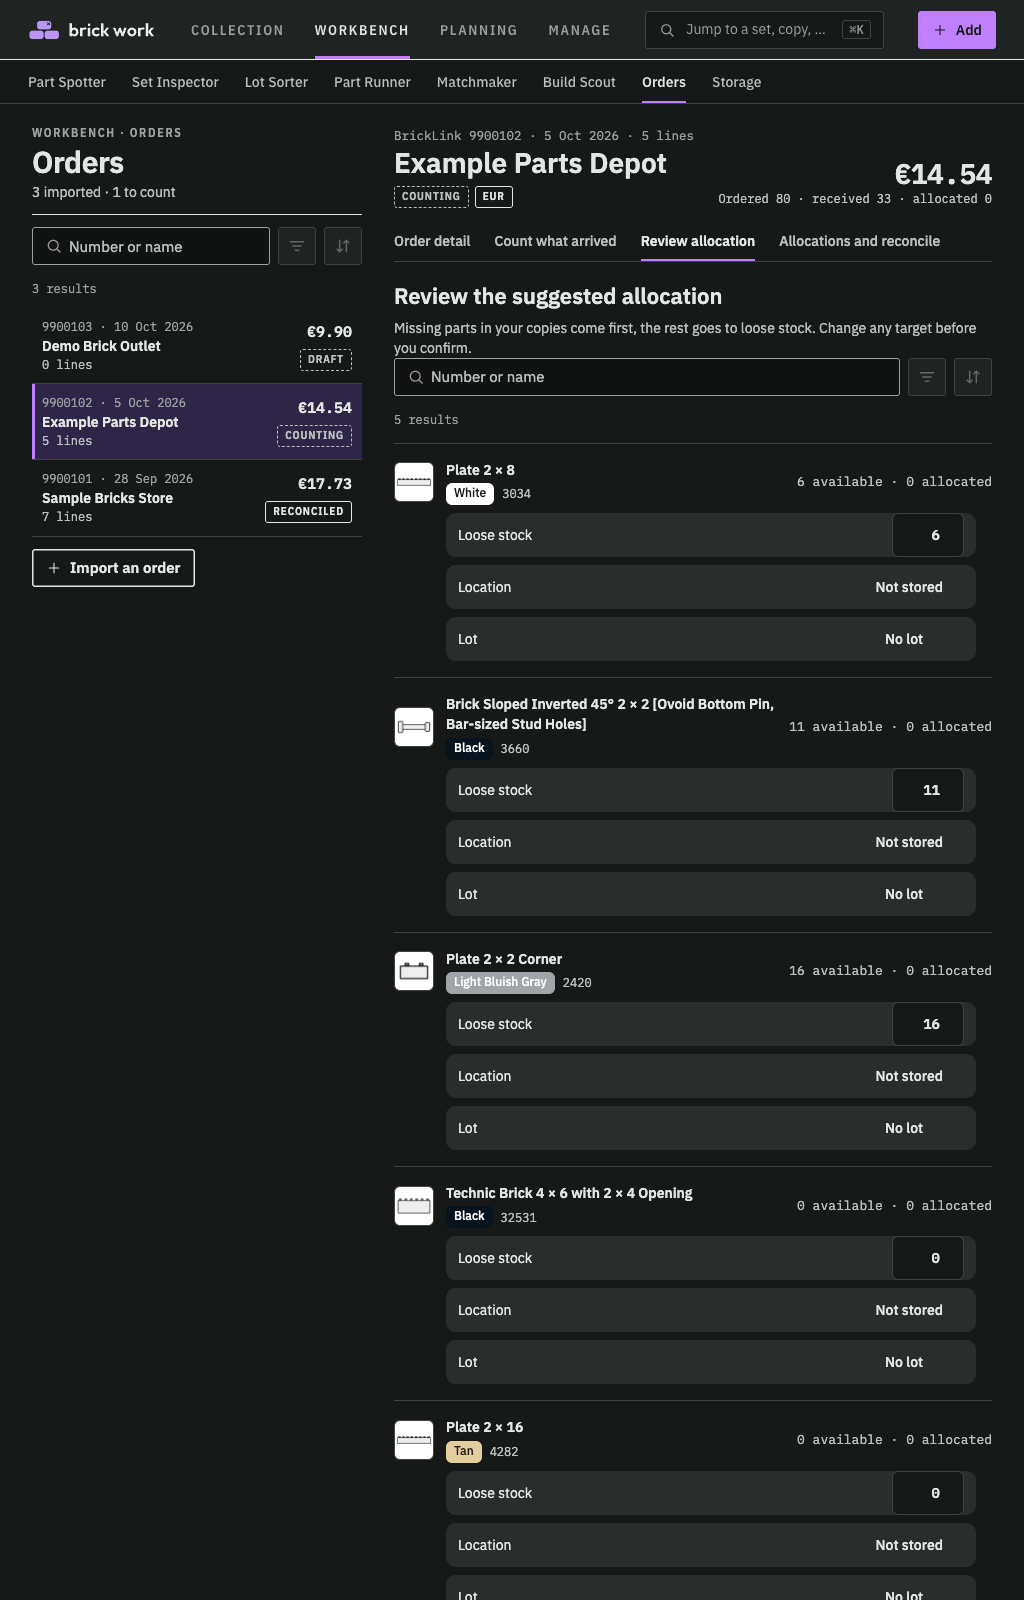 brick work
COLLECTION
WORKBENCH
PLANNING
MANAGE
Jump to a set, copy, ...
⌘K
+ Add
Part Spotter
Set Inspector
Lot Sorter
Part Runner
Matchmaker
Build Scout
Orders
Storage
WORKBENCH · ORDERS
Orders
3 imported · 1 to count
Number or name
3 results
9900103 · 10 Oct 2026
€9.90
Demo Brick Outlet
0 lines
DRAFT
9900102 · 5 Oct 2026
€14.54
Example Parts Depot
5 lines
COUNTING
9900101 · 28 Sep 2026
€17.73
Sample Bricks Store
7 lines
RECONCILED
+ Import an order
BrickLink 9900102 · 5 Oct 2026 · 5 lines
Example Parts Depot
€14.54
COUNTING
EUR
Ordered 80 · received 33 · allocated 0
Order detail
Count what arrived
Review allocation
Allocations and reconcile
Review the suggested allocation
Missing parts in your copies come first, the rest goes to loose stock. Change any target before
you confirm.
Number or name
5 results
Plate 2 × 8
White 3034
6 available · 0 allocated
Loose stock 6
Location Not stored
Lot No lot
Brick Sloped Inverted 45° 2 × 2 [Ovoid Bottom Pin,
Bar-sized Stud Holes]
Black 3660
11 available · 0 allocated
Loose stock 11
Location Not stored
Lot No lot
Plate 2 × 2 Corner
Light Bluish Gray 2420
16 available · 0 allocated
Loose stock 16
Location Not stored
Lot No lot
Technic Brick 4 × 6 with 2 × 4 Opening
Black 32531
0 available · 0 allocated
Loose stock 0
Location Not stored
Lot No lot
Plate 2 × 16
Tan 4282
0 available · 0 allocated
Loose stock 0
Location Not stored
Lot No lot